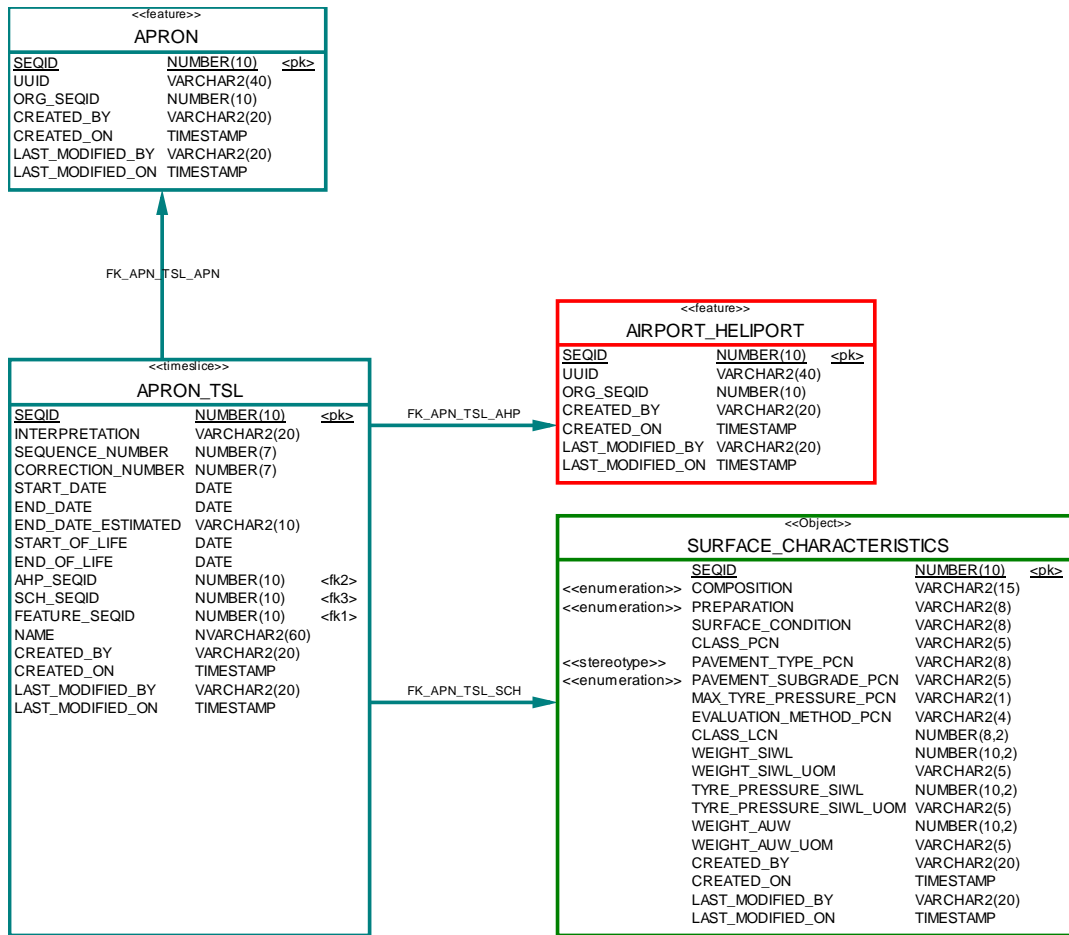 <<feature>>
APRON
SEQID NUMBER(10) <pk>
UUID VARCHAR2(40)
ORG_SEQID NUMBER(10)
CREATED_BY VARCHAR2(20)
CREATED_ON TIMESTAMP
LAST_MODIFIED_BY VARCHAR2(20)
LAST_MODIFIED_ON TIMESTAMP
FK_APN_TSL_APN
<<timeslice>>
APRON_TSL
SEQID NUMBER(10) <pk>
INTERPRETATION VARCHAR2(20)
SEQUENCE_NUMBER NUMBER(7)
CORRECTION_NUMBER NUMBER(7)
START_DATE DATE
END_DATE DATE
END_DATE_ESTIMATED VARCHAR2(10)
START_OF_LIFE DATE
END_OF_LIFE DATE
AHP_SEQID NUMBER(10) <fk2>
SCH_SEQID NUMBER(10) <fk3>
FEATURE_SEQID NUMBER(10) <fk1>
NAME NVARCHAR2(60)
CREATED_BY VARCHAR2(20)
CREATED_ON TIMESTAMP
LAST_MODIFIED_BY VARCHAR2(20)
LAST_MODIFIED_ON TIMESTAMP
FK_APN_TSL_AHP
<<feature>>
AIRPORT_HELIPORT
SEQID NUMBER(10) <pk>
UUID VARCHAR2(40)
ORG_SEQID NUMBER(10)
CREATED_BY VARCHAR2(20)
CREATED_ON TIMESTAMP
LAST_MODIFIED_BY VARCHAR2(20)
LAST_MODIFIED_ON TIMESTAMP
FK_APN_TSL_SCH
<<Object>>
SURFACE_CHARACTERISTICS
SEQID NUMBER(10) <pk>
<<enumeration>> COMPOSITION VARCHAR2(15)
<<enumeration>> PREPARATION VARCHAR2(8)
SURFACE_CONDITION VARCHAR2(8)
CLASS_PCN VARCHAR2(5)
<<stereotype>> PAVEMENT_TYPE_PCN VARCHAR2(8)
<<enumeration>> PAVEMENT_SUBGRADE_PCN VARCHAR2(5)
MAX_TYRE_PRESSURE_PCN VARCHAR2(1)
EVALUATION_METHOD_PCN VARCHAR2(4)
CLASS_LCN NUMBER(8,2)
WEIGHT_SIWL NUMBER(10,2)
WEIGHT_SIWL_UOM VARCHAR2(5)
TYRE_PRESSURE_SIWL NUMBER(10,2)
TYRE_PRESSURE_SIWL_UOM VARCHAR2(5)
WEIGHT_AUW NUMBER(10,2)
WEIGHT_AUW_UOM VARCHAR2(5)
CREATED_BY VARCHAR2(20)
CREATED_ON TIMESTAMP
LAST_MODIFIED_BY VARCHAR2(20)
LAST_MODIFIED_ON TIMESTAMP